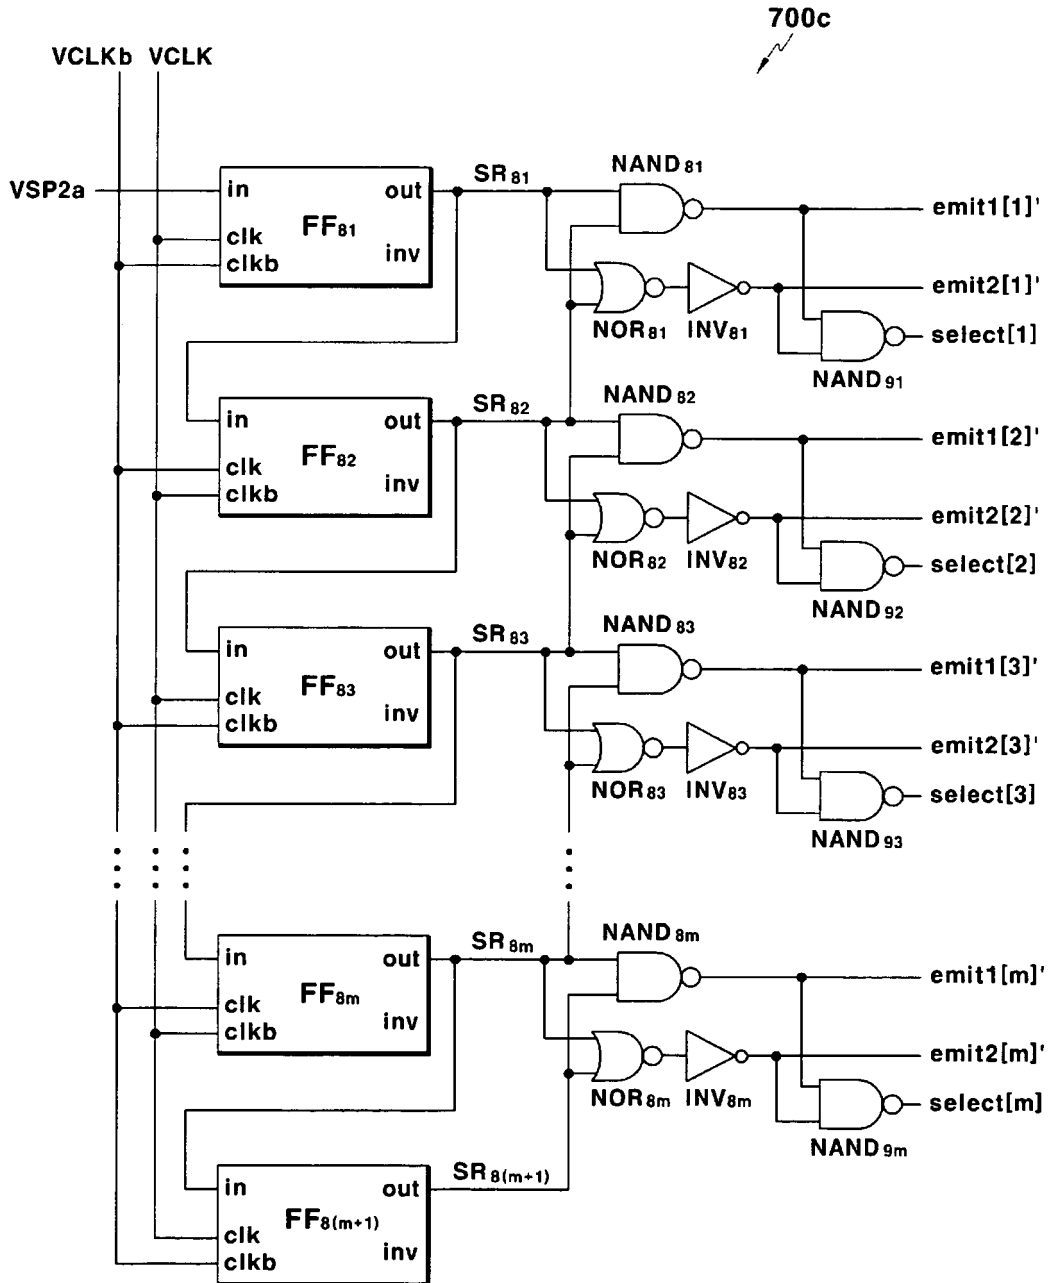 700c
VCLKb VCLK
VSP2a
in out
FF81
clk
clkb inv
SR81
NAND81
NOR81 INV81
emit1[1]'
emit2[1]'
select[1]
NAND91
in out
FF82
clk
clkb inv
SR82
NAND82
NOR82 INV82
emit1[2]'
emit2[2]'
select[2]
NAND92
in out
FF83
clk
clkb inv
SR83
NAND83
NOR83 INV83
emit1[3]'
emit2[3]'
select[3]
NAND93
in out
FF8m
clk
clkb inv
SR8m
NAND8m
NOR8m INV8m
emit1[m]'
emit2[m]'
select[m]
NAND9m
in out
FF8(m+1)
clk
clkb inv
SR8(m+1)